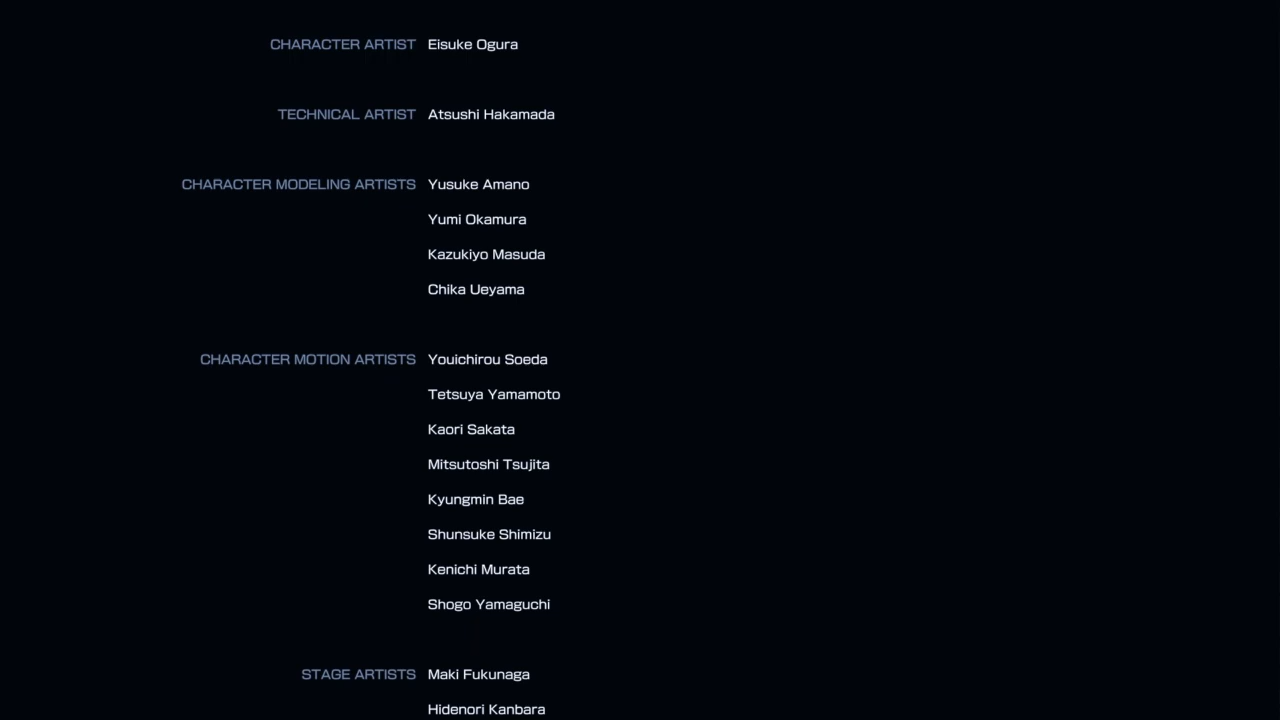 CHARACTER ARTIST Eisuke Ogura
TECHNICAL ARTIST Atsushi Hakamada
CHARACTER MODELING ARTISTS Yusuke Amano
Yumi Okamura
Kazukiyo Masuda
Chika Ueyama
CHARACTER MOTION ARTISTS Youichirou Soeda
Tetsuya Yamamoto
Kaori Sakata
Mitsutoshi Tsujita
Kyungmin Bae
Shunsuke Shimizu
Kenichi Murata
Shogo Yamaguchi
STAGE ARTISTS Maki Fukunaga
Hidenori Kanbara